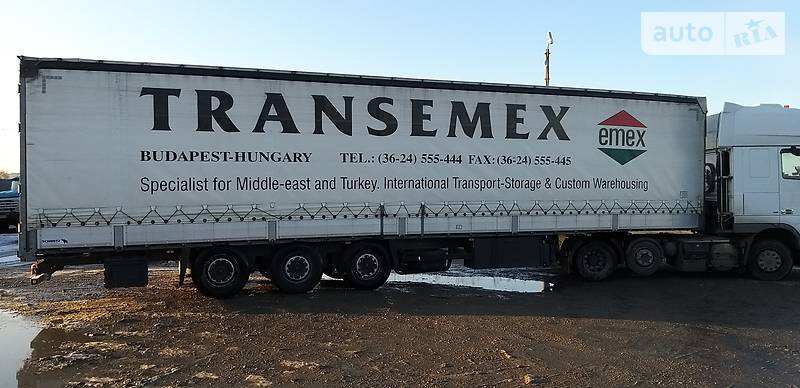 auto RIA
TRANSEMEX
emex
BUDAPEST-HUNGARY TEL.: (36-24) 555-444 FAX: (36-24) 555-445
Specialist for Middle-east and Turkey. International Transport-Storage & Custom Warehousing
SCHMITZ